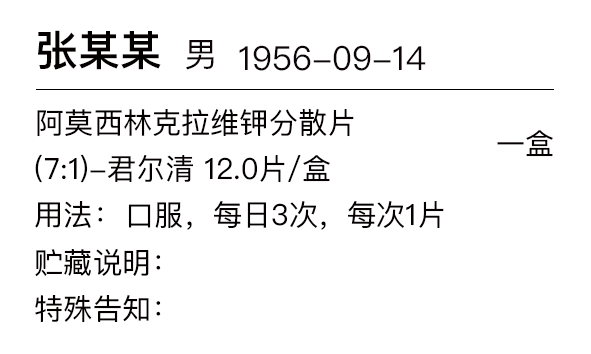 张某某 男 1956-09-14
阿莫西林克拉维钾分散片
(7:1)-君尔清 12.0片/盒
一盒
用法：口服，每日3次，每次1片
贮藏说明：
特殊告知：